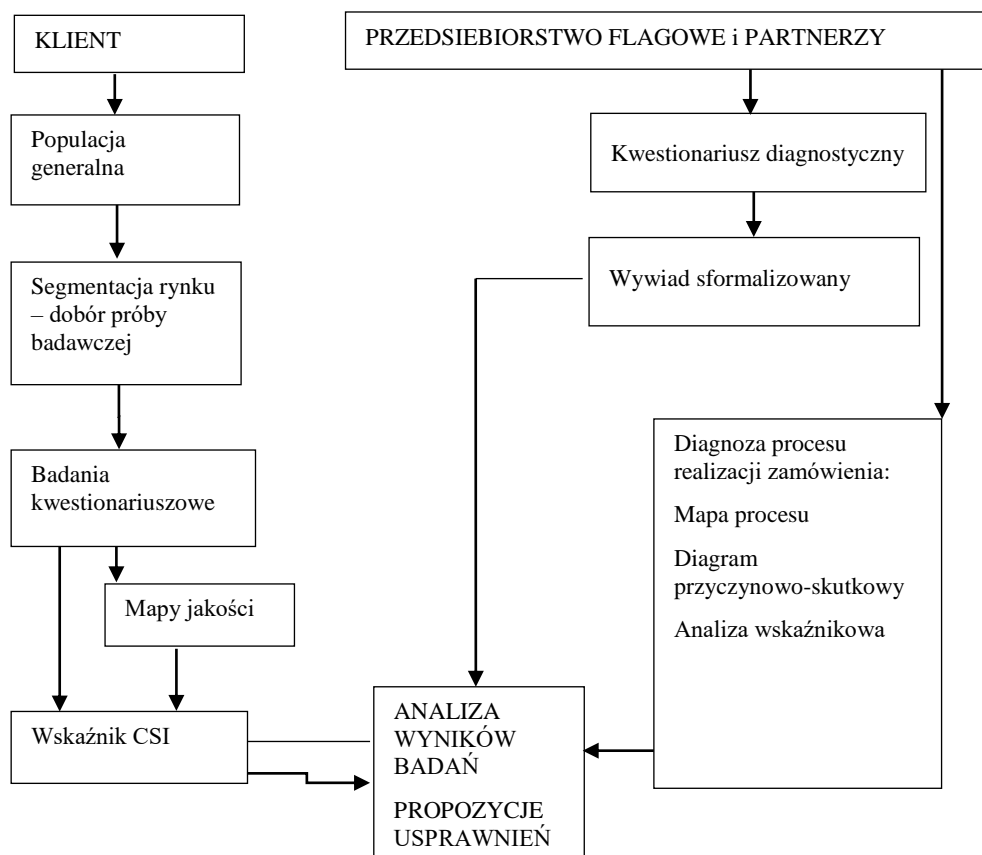 KLIENT
PRZEDSIEBIORSTWO FLAGOWE i PARTNERZY
Populacja
generalna
Kwestionariusz diagnostyczny
Segmentacja rynku
– dobór próby
badawczej
Wywiad sformalizowany
Badania
kwestionariuszowe
Diagnoza procesu
realizacji zamówienia:
Mapa procesu
Diagram
przyczynowo-skutkowy
Analiza wskaźnikowa
Mapy jakości
Wskaźnik CSI
ANALIZA
WYNIKÓW
BADAŃ
PROPOZYCJE
USPRAWNIEŃ